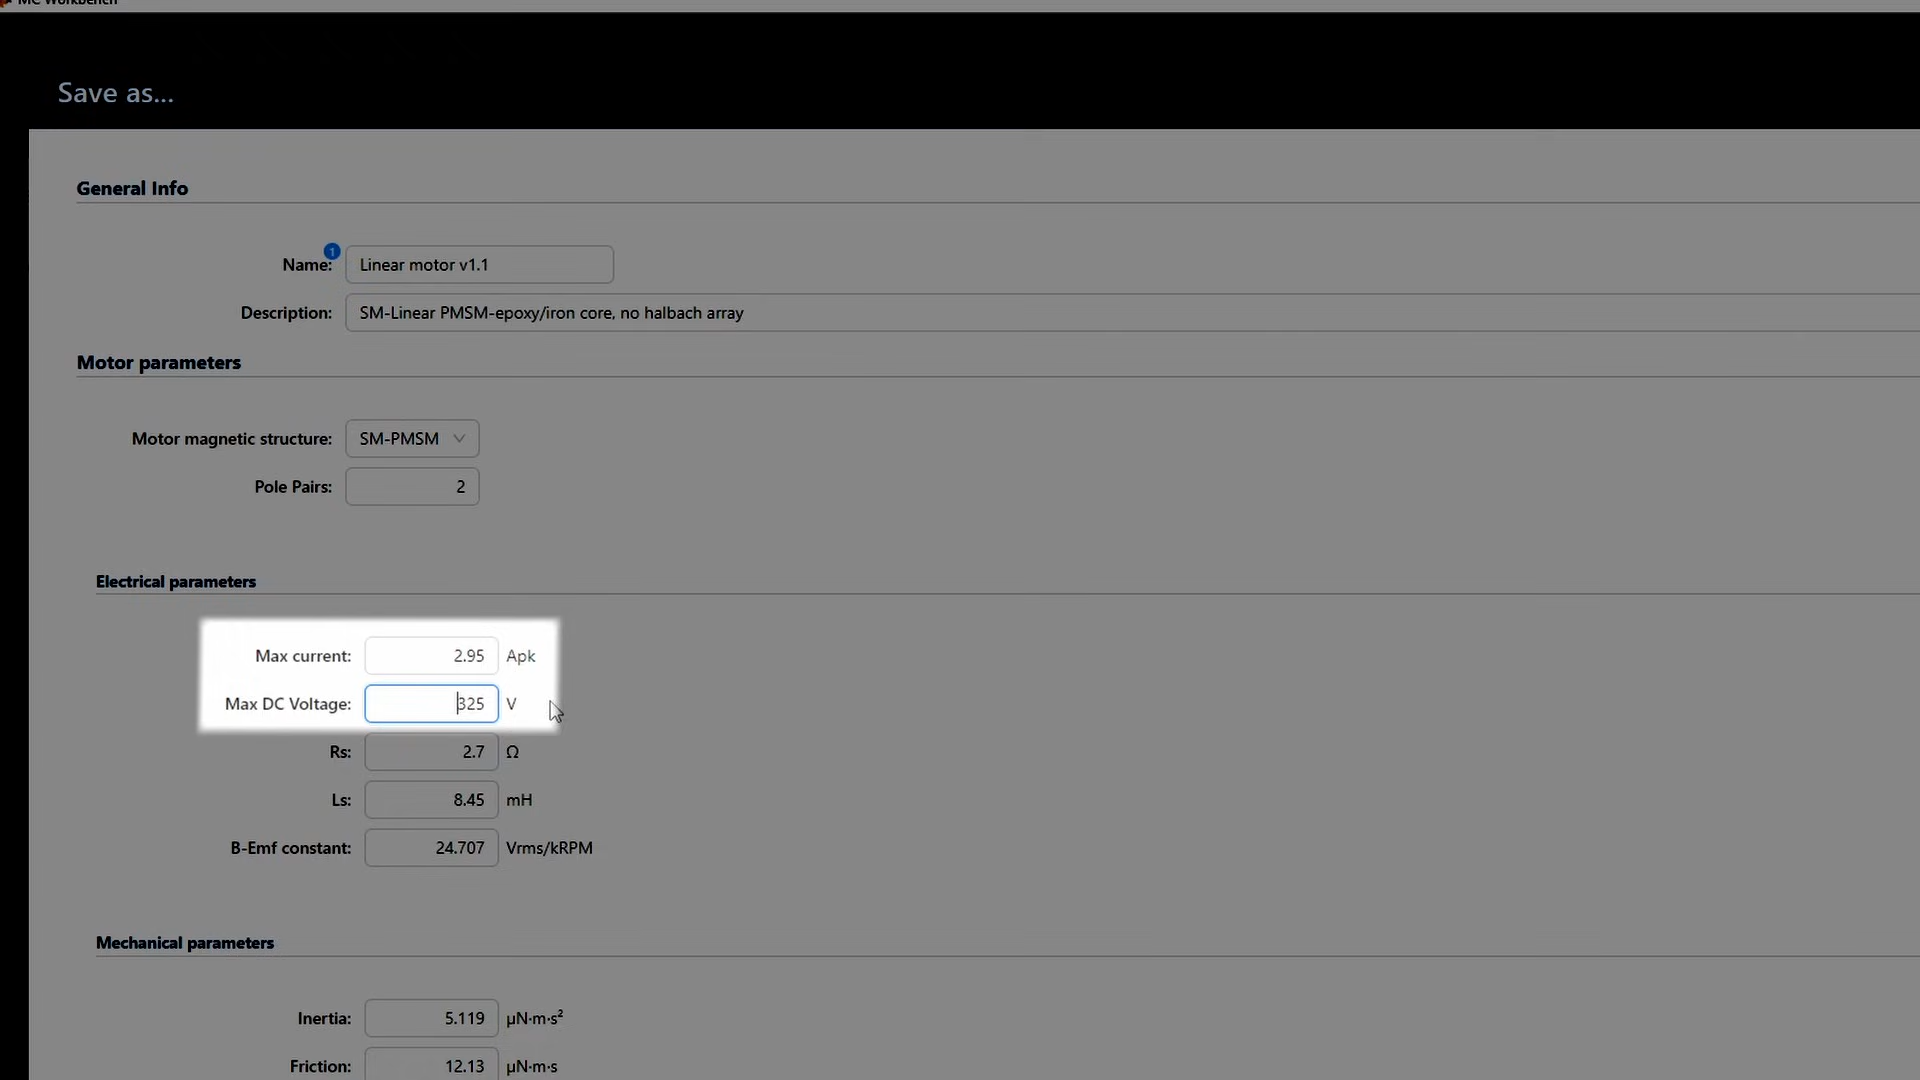 MC Workbench
Save as...
General Info
1
Name: Linear motor v1.1
Description: SM-Linear PMSM-epoxy/iron core, no halbach array
Motor parameters
Motor magnetic structure: SM-PMSM
Pole Pairs: 2
Electrical parameters
Max current: 2.95 Apk
Max DC Voltage: 325 V
Rs: 2.7 Ω
Ls: 8.45 mH
B-Emf constant: 24.707 Vrms/kRPM
Mechanical parameters
Inertia: 5.119 μN·m·s²
Friction: 12.13 μN·m·s